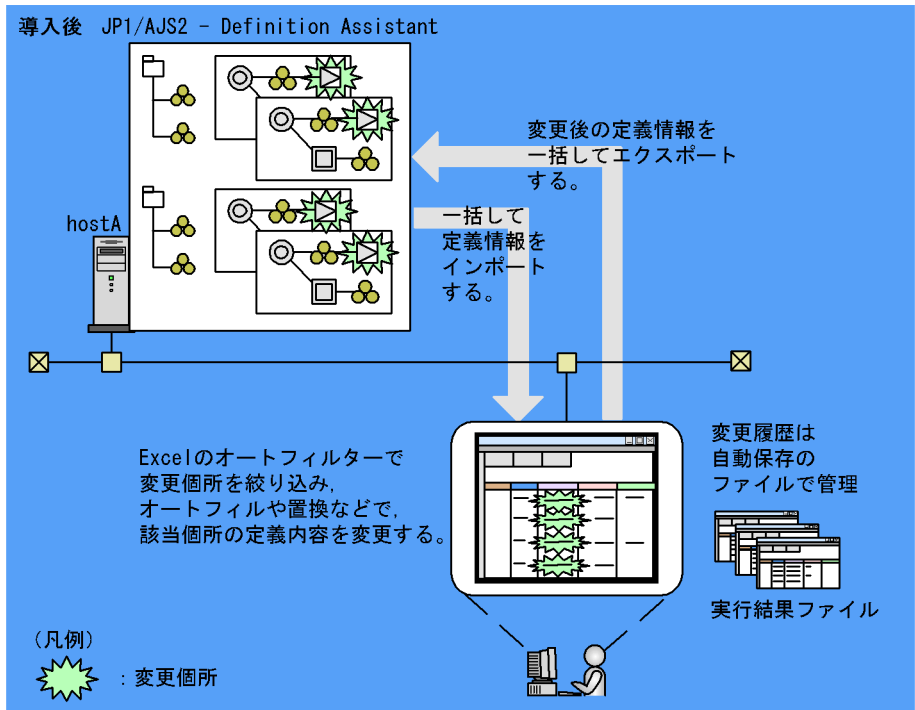 導入後 JP1/AJS2 - Definition Assistant
変更後の定義情報を
一括してエクスポート
する。
一括して
定義情報を
インポート
する。
hostA
Excelのオートフィルターで
変更個所を絞り込み,
オートフィルや置換などで,
該当個所の定義内容を変更する。
変更履歴は
自動保存の
ファイルで管理
実行結果ファイル
(凡例)
: 変更個所